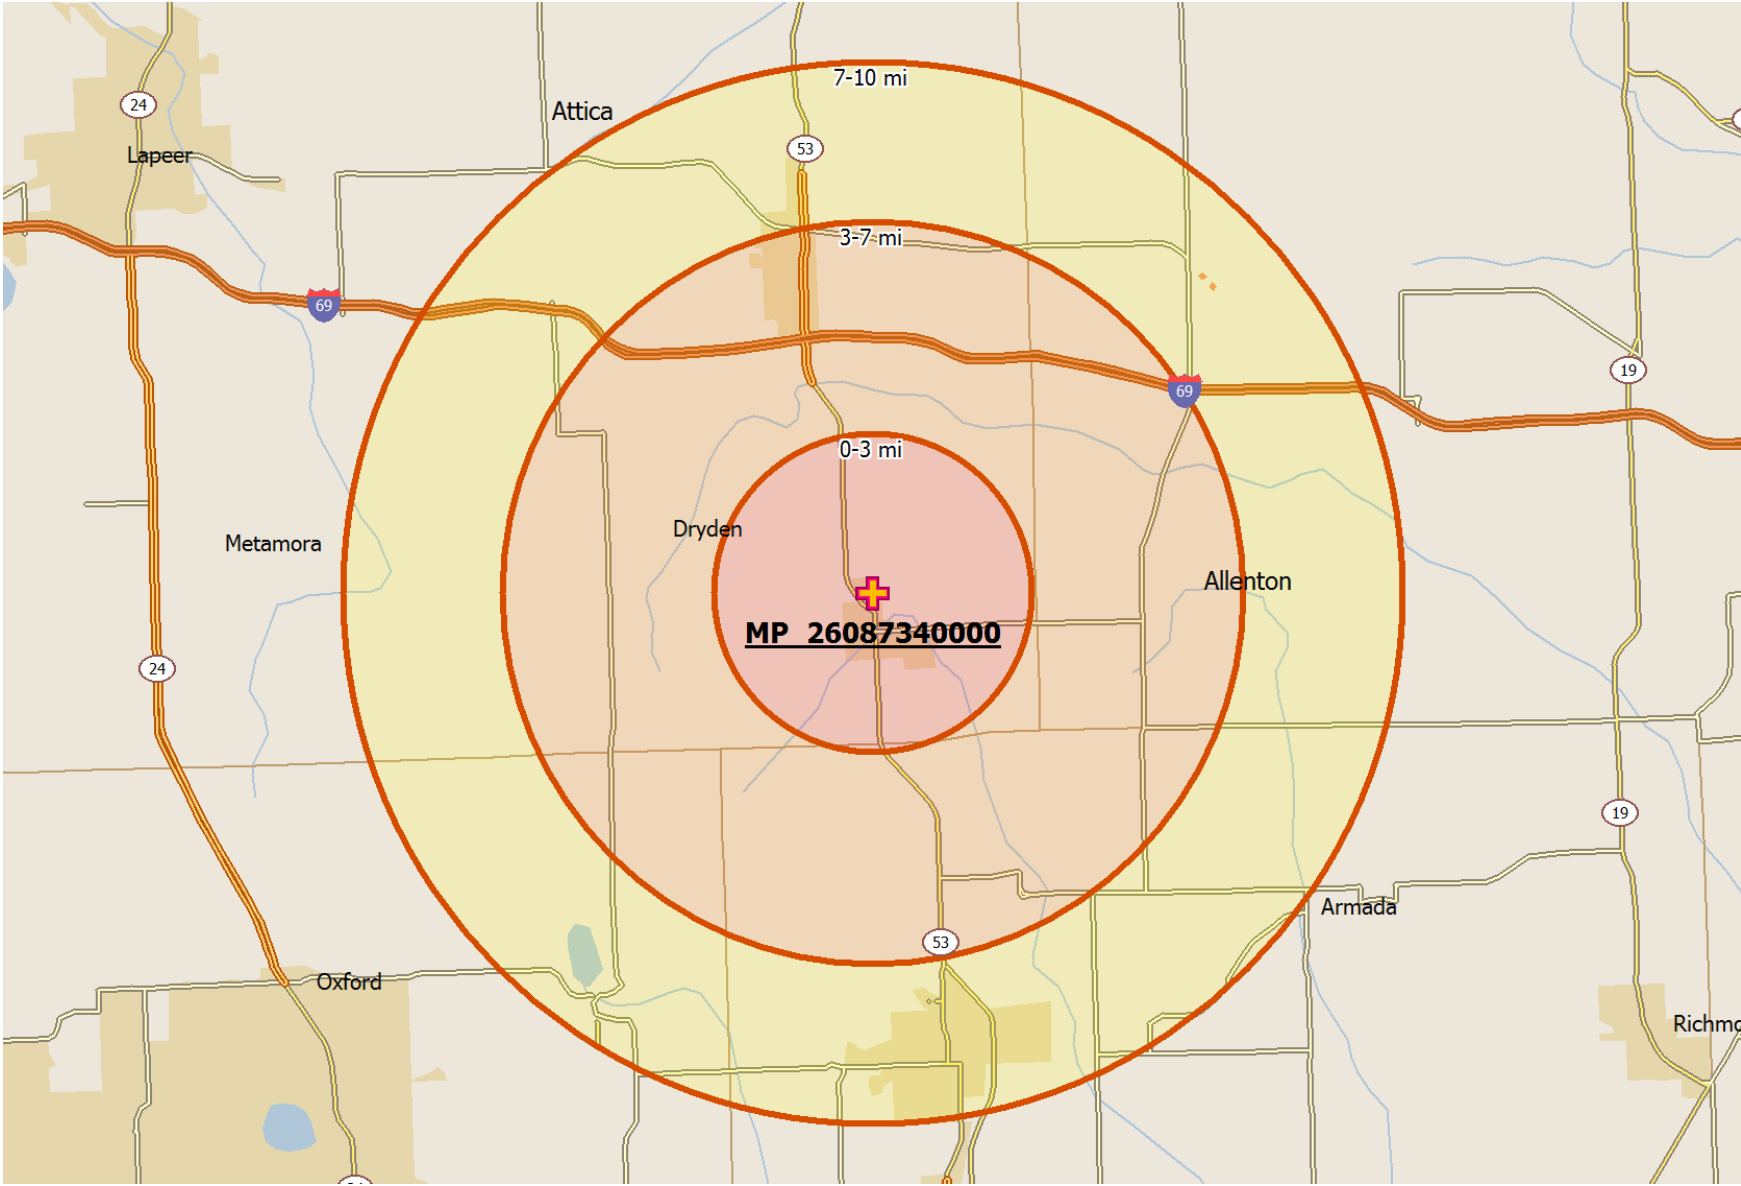 7-10 mi
24
Attica
53
Lapeer
3-7 mi
69
19
69
0-3 mi
Dryden
Metamora
Allenton
MP 26087340000
24
19
Armada
53
Oxford
Richmo